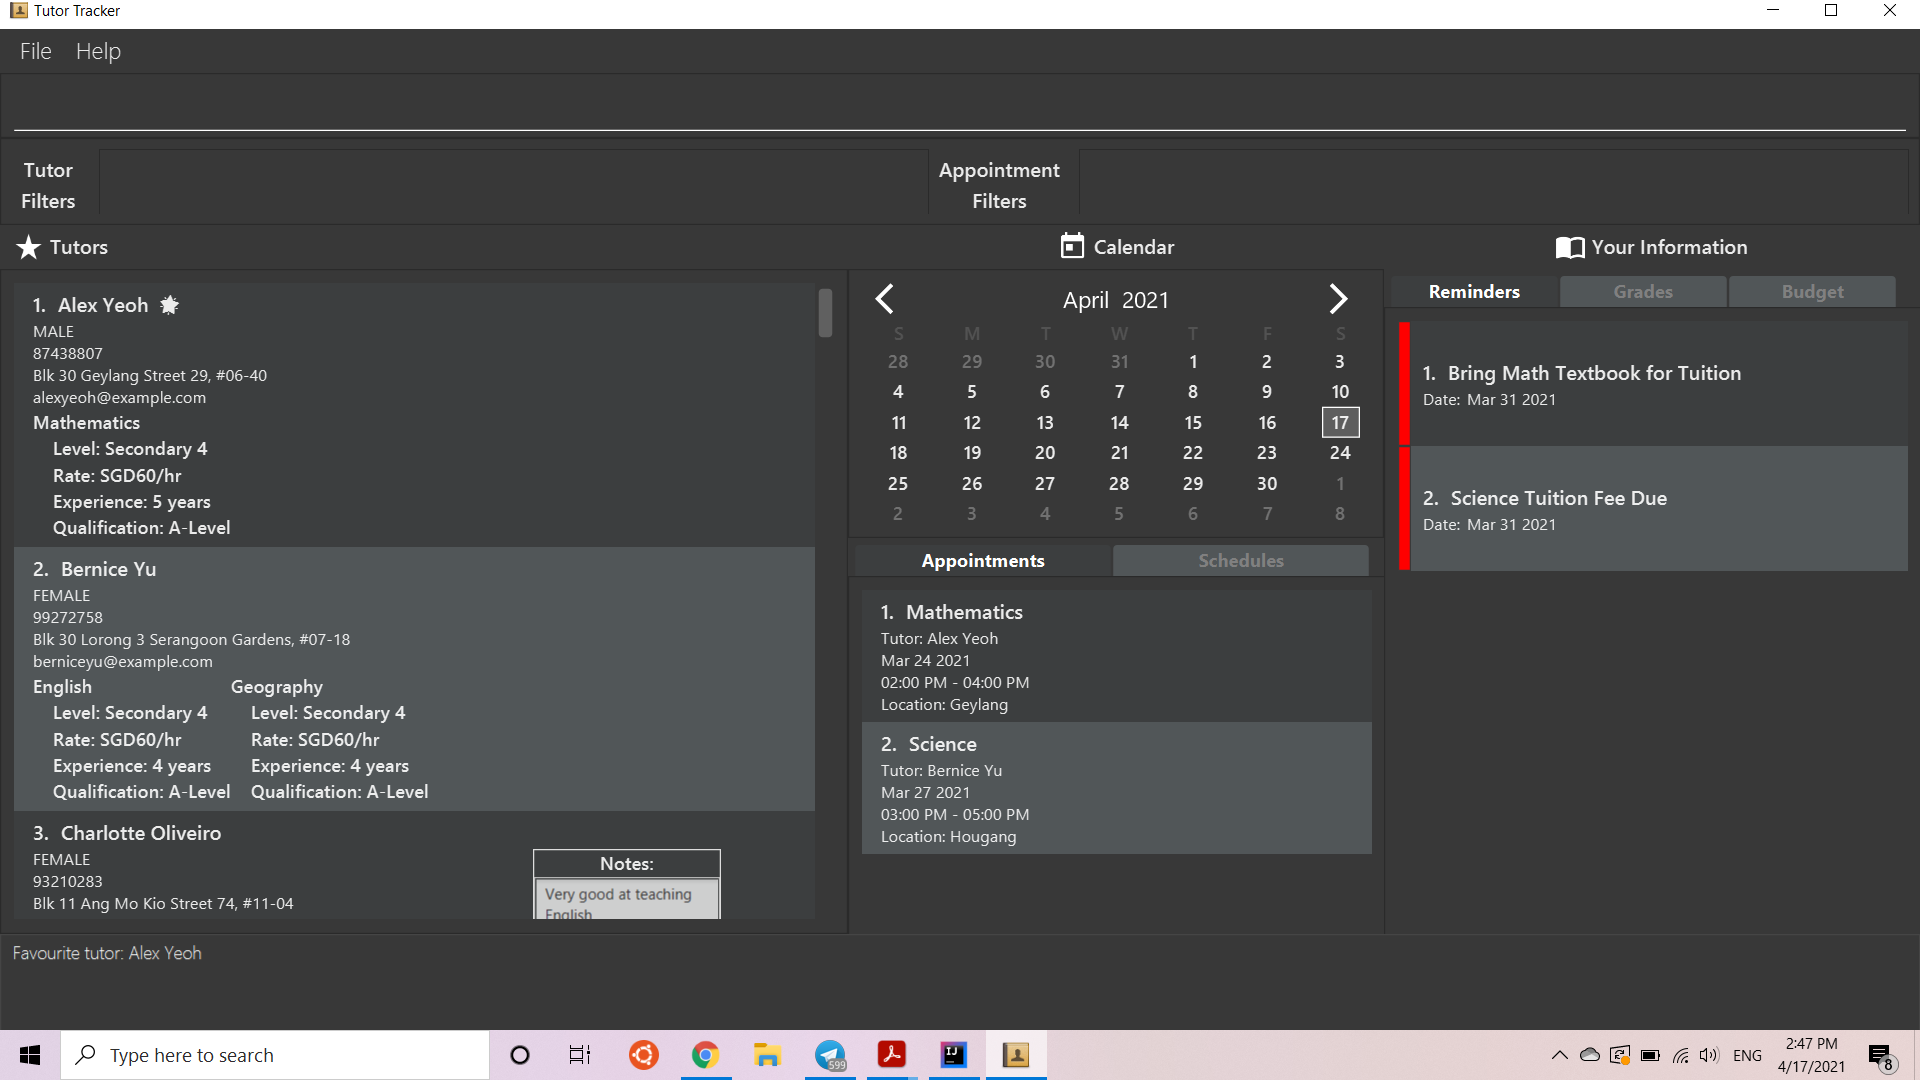 Tutor Tracker
File Help
Tutor
Filters
Appointment
Filters
Tutors
Calendar
Your Information
1. Alex Yeoh
MALE
87438807
Blk 30 Geylang Street 29, #06-40
alexyeoh@example.com
Mathematics
Level: Secondary 4
Rate: SGD60/hr
Experience: 5 years
Qualification: A-Level
2. Bernice Yu
FEMALE
99272758
Blk 30 Lorong 3 Serangoon Gardens, #07-18
berniceyu@example.com
English Geography
Level: Secondary 4 Level: Secondary 4
Rate: SGD60/hr Rate: SGD60/hr
Experience: 4 years Experience: 4 years
Qualification: A-Level Qualification: A-Level
3. Charlotte Oliveiro
FEMALE
93210283
Blk 11 Ang Mo Kio Street 74, #11-04
Notes:
Very good at teaching
English
April 2021
S M T W T F S
28 29 30 31 1 2 3
4 5 6 7 8 9 10
11 12 13 14 15 16 17
18 19 20 21 22 23 24
25 26 27 28 29 30 1
2 3 4 5 6 7 8
Appointments Schedules
1. Mathematics
Tutor: Alex Yeoh
Mar 24 2021
02:00 PM - 04:00 PM
Location: Geylang
2. Science
Tutor: Bernice Yu
Mar 27 2021
03:00 PM - 05:00 PM
Location: Hougang
Reminders Grades Budget
1. Bring Math Textbook for Tuition
Date: Mar 31 2021
2. Science Tuition Fee Due
Date: Mar 31 2021
Favourite tutor: Alex Yeoh
Type here to search
599
IJ
ENG
2:47 PM
4/17/2021
8